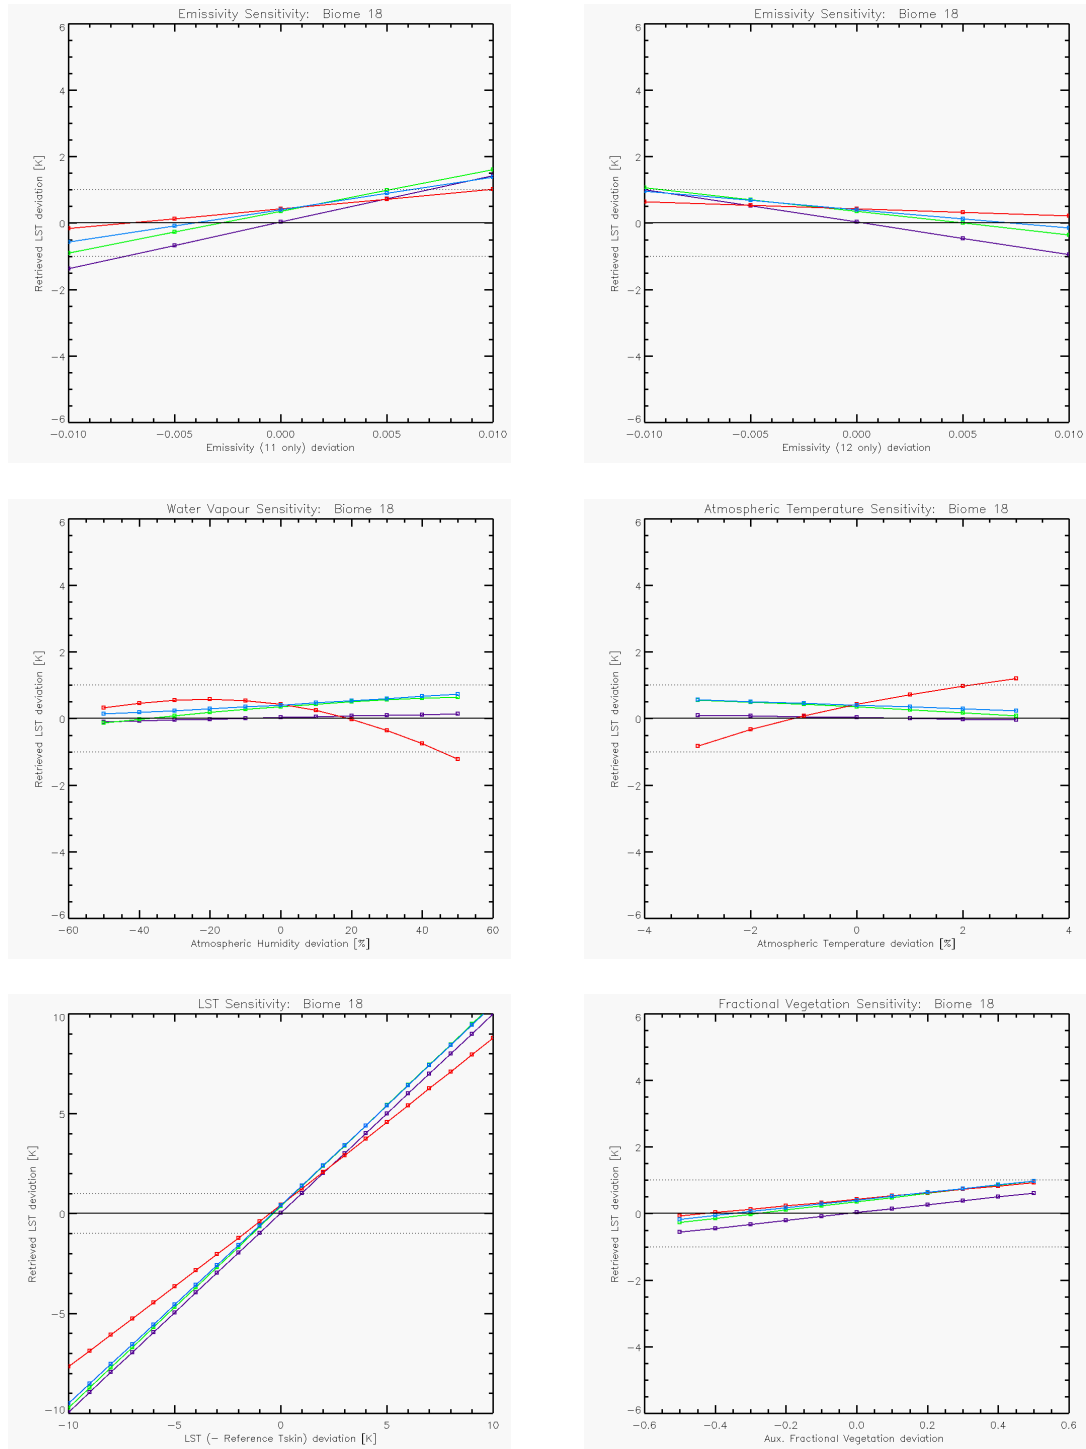 Emissivity Sensitivity: Biome 18
6
4
2
0
−2
−4
−6
Retrieved LST deviation [K]
−0.010 −0.005 0.000 0.005 0.010
Emissivity (11 only) deviation
Emissivity Sensitivity: Biome 18
6
4
2
0
−2
−4
−6
Retrieved LST deviation [K]
−0.010 −0.005 0.000 0.005 0.010
Emissivity (12 only) deviation
Water Vapour Sensitivity: Biome 18
6
4
2
0
−2
−4
−6
Retrieved LST deviation [K]
−60 −40 −20 0 20 40 60
Atmospheric Humidity deviation [%]
Atmospheric Temperature Sensitivity: Biome 18
6
4
2
0
−2
−4
−6
Retrieved LST deviation [K]
−4 −2 0 2 4
Atmospheric Temperature deviation [%]
LST Sensitivity: Biome 18
10
5
0
−5
−10
Retrieved LST deviation [K]
−10 −5 0 5 10
LST (− Reference Tskin) deviation [K]
Fractional Vegetation Sensitivity: Biome 18
6
4
2
0
−2
−4
−6
Retrieved LST deviation [K]
−0.6 −0.4 −0.2 0.0 0.2 0.4 0.6
Aux. Fractional Vegetation deviation